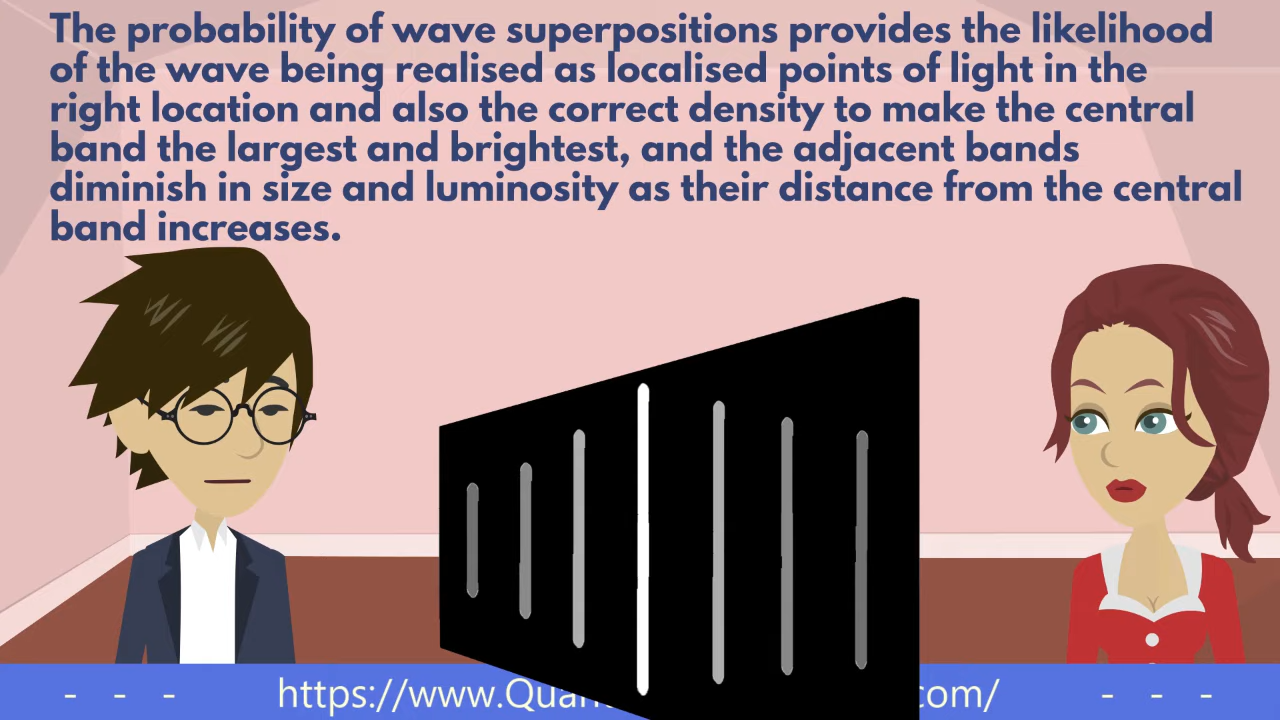 The probability of wave superpositions provides the likelihood
of the wave being realised as localised points of light in the
right location and also the correct density to make the central
band the largest and brightest, and the adjacent bands
diminish in size and luminosity as their distance from the central
band increases.
- - - https://www.Quan com/ - - -